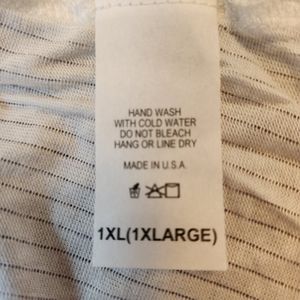 HAND WASH
WITH COLD WATER
DO NOT BLEACH
HANG OR LINE DRY
MADE IN U.S.A.
1XL(1XLARGE)